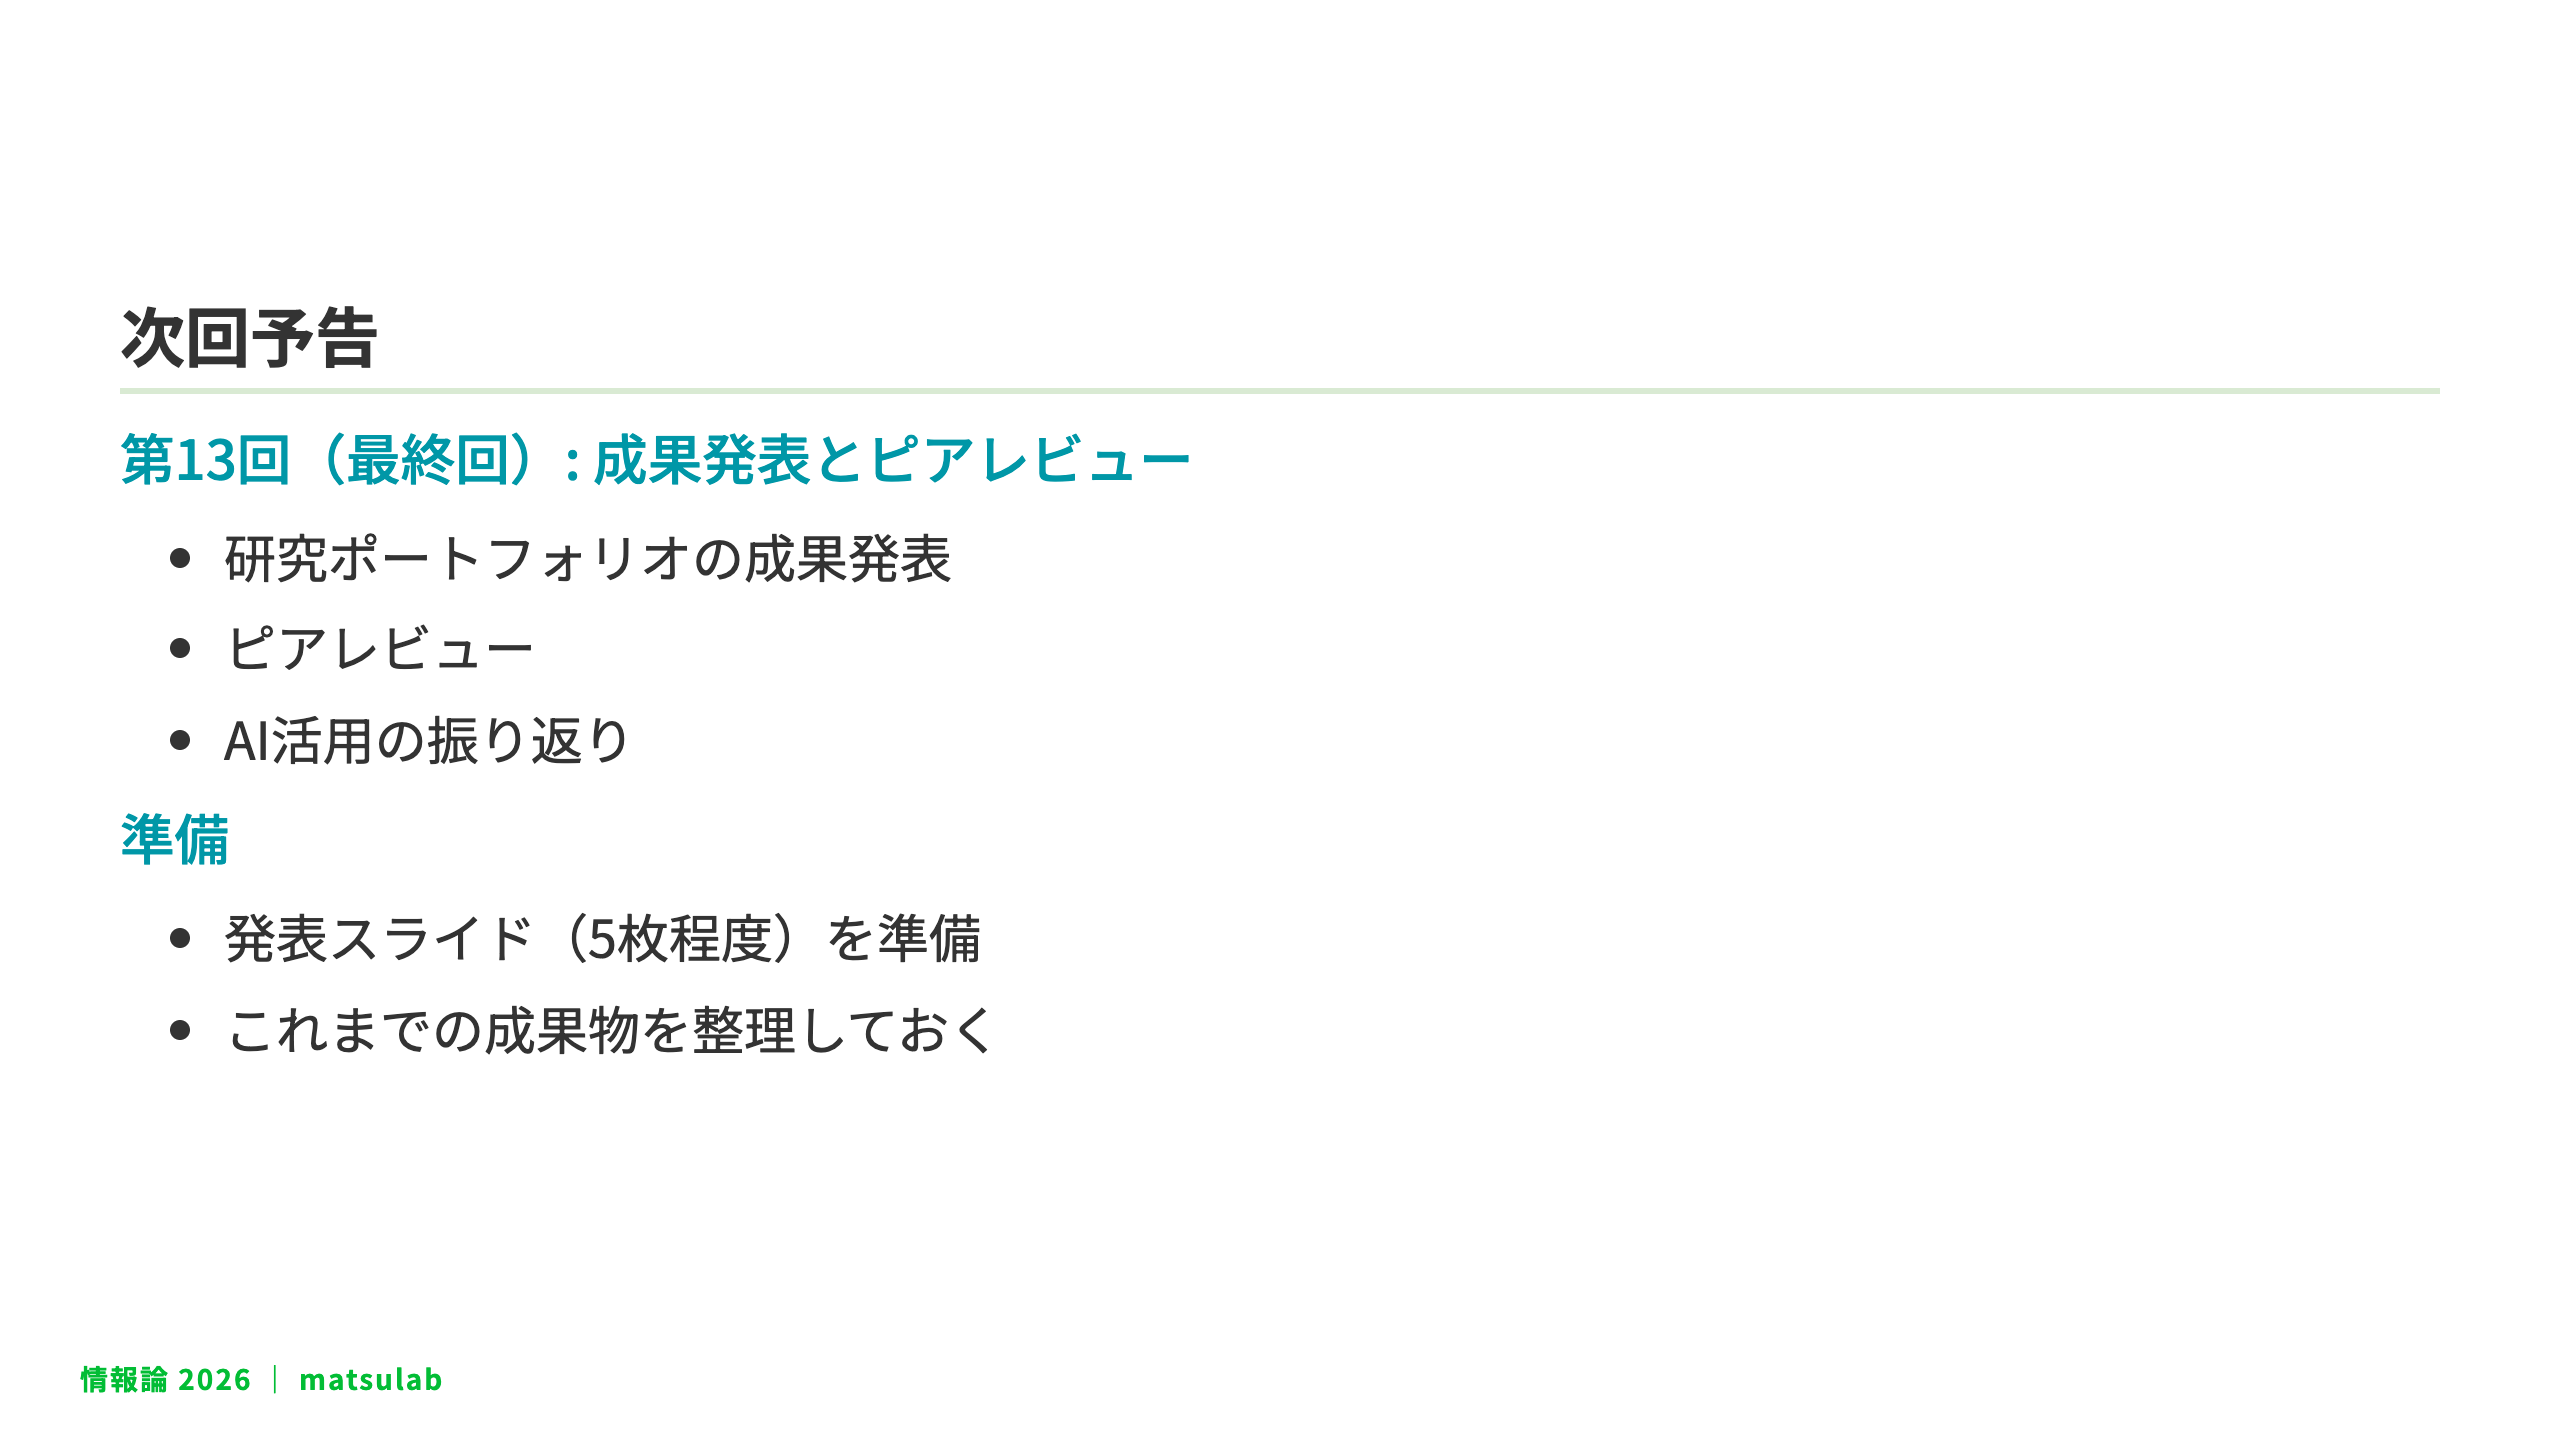 次回予告
第13回（最終回）: 成果発表とピアレビュー
• 研究ポートフォリオの成果発表
• ピアレビュー
• AI活用の振り返り
準備
• 発表スライド（5枚程度）を準備
• これまでの成果物を整理しておく
情報論 2026 ｜ matsulab